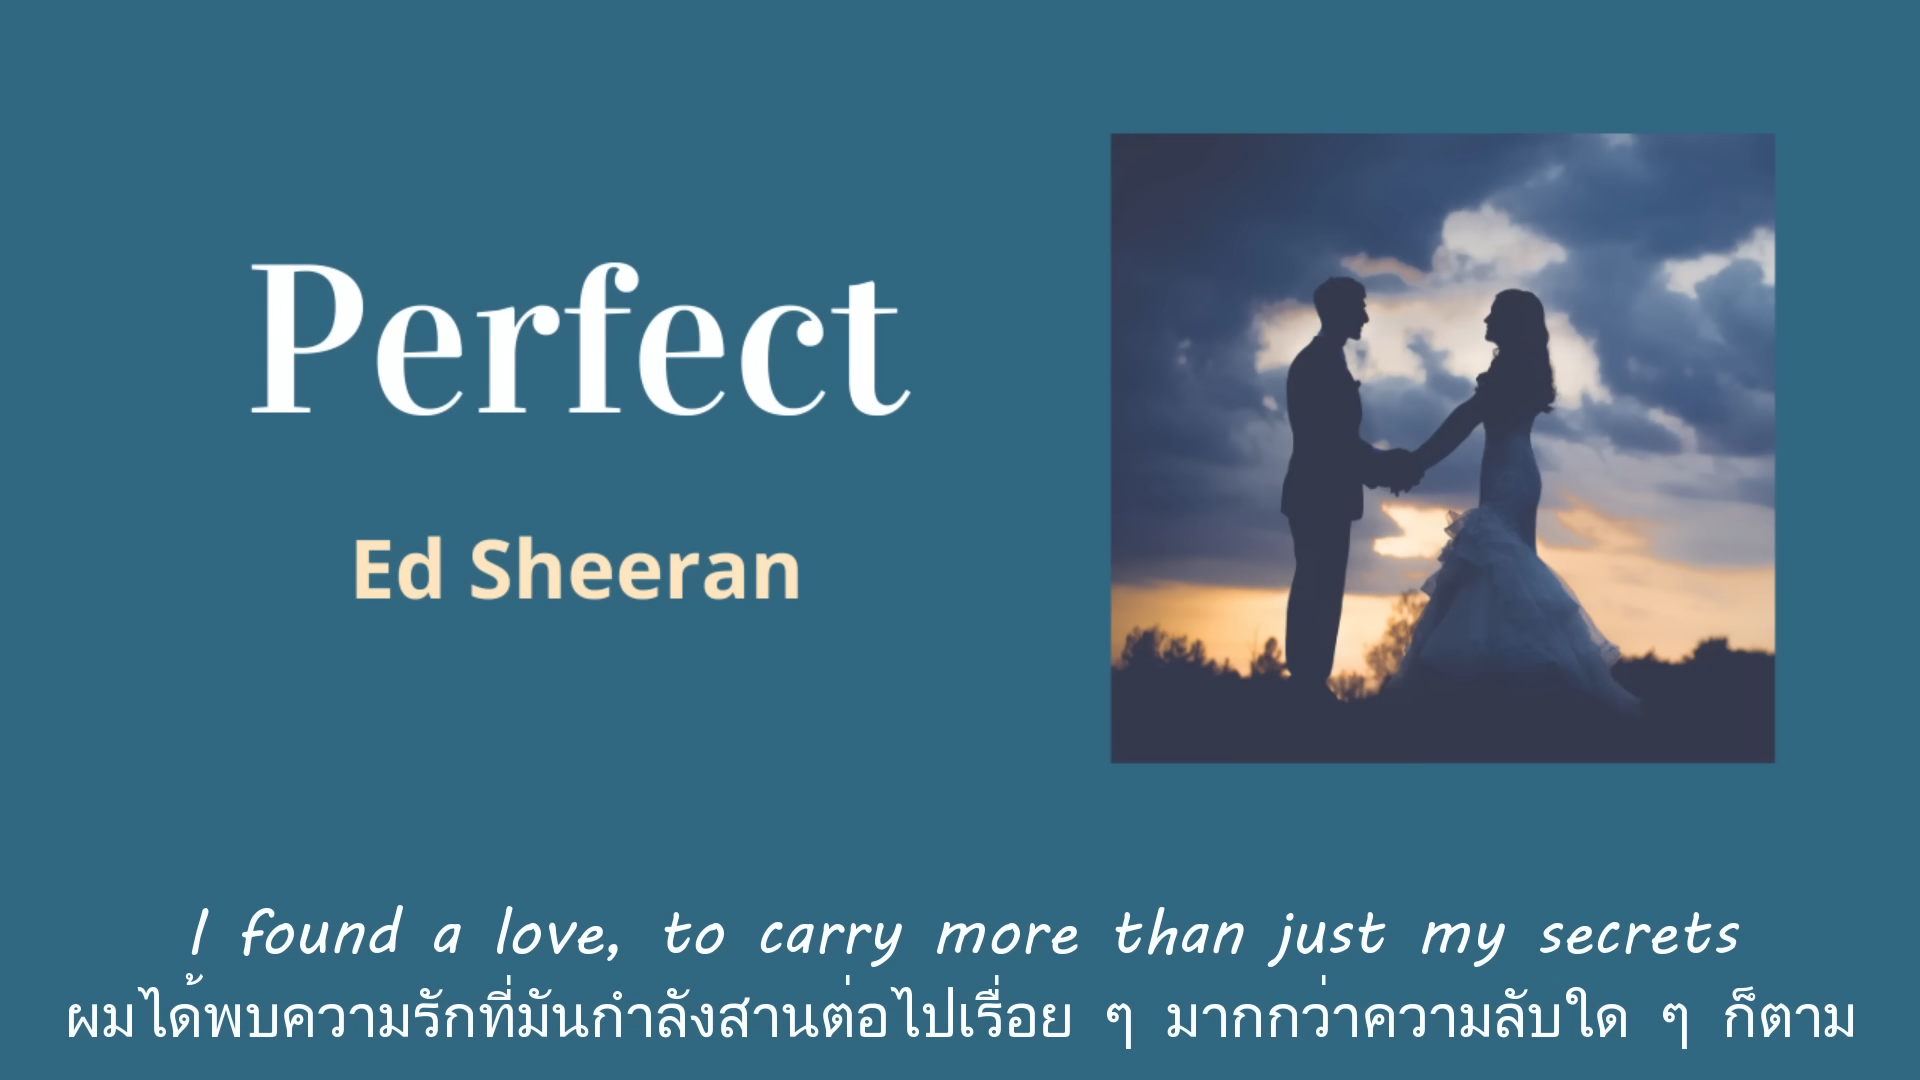 Perfect
Ed Sheeran
I found a love, to carry more than just my secrets
ผมได้พบความรักที่มันกำลังสานต่อไปเรื่อย ๆ มากกว่าความลับใด ๆ ก็ตาม